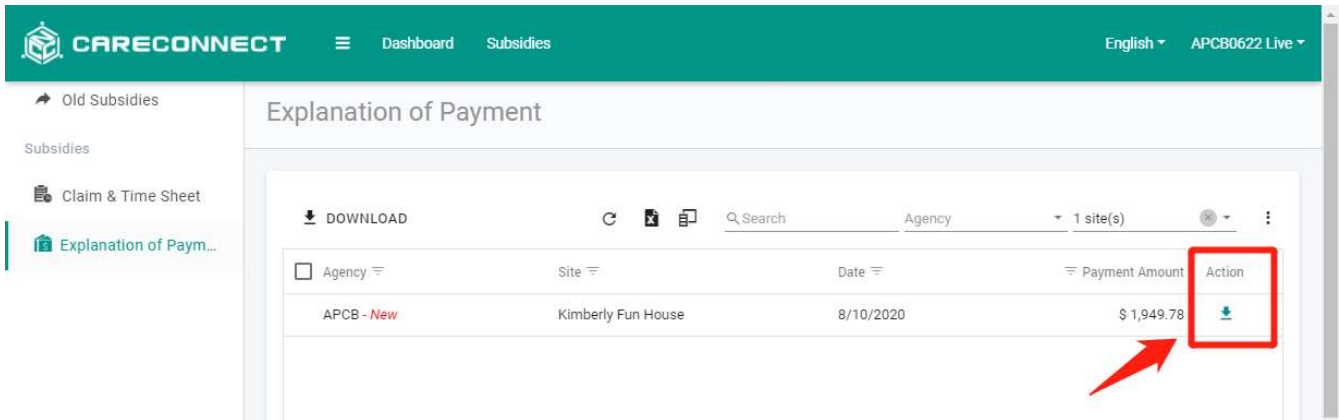 CARECONNECT Dashboard Subsidies English APCB0622 Live
Old Subsidies
Explanation of Payment
Subsidies
Claim & Time Sheet
Explanation of Paym...
DOWNLOAD Search Agency 1 site(s)
Agency Site Date Payment Amount Action
APCB - New Kimberly Fun House 8/10/2020 $ 1,949.78